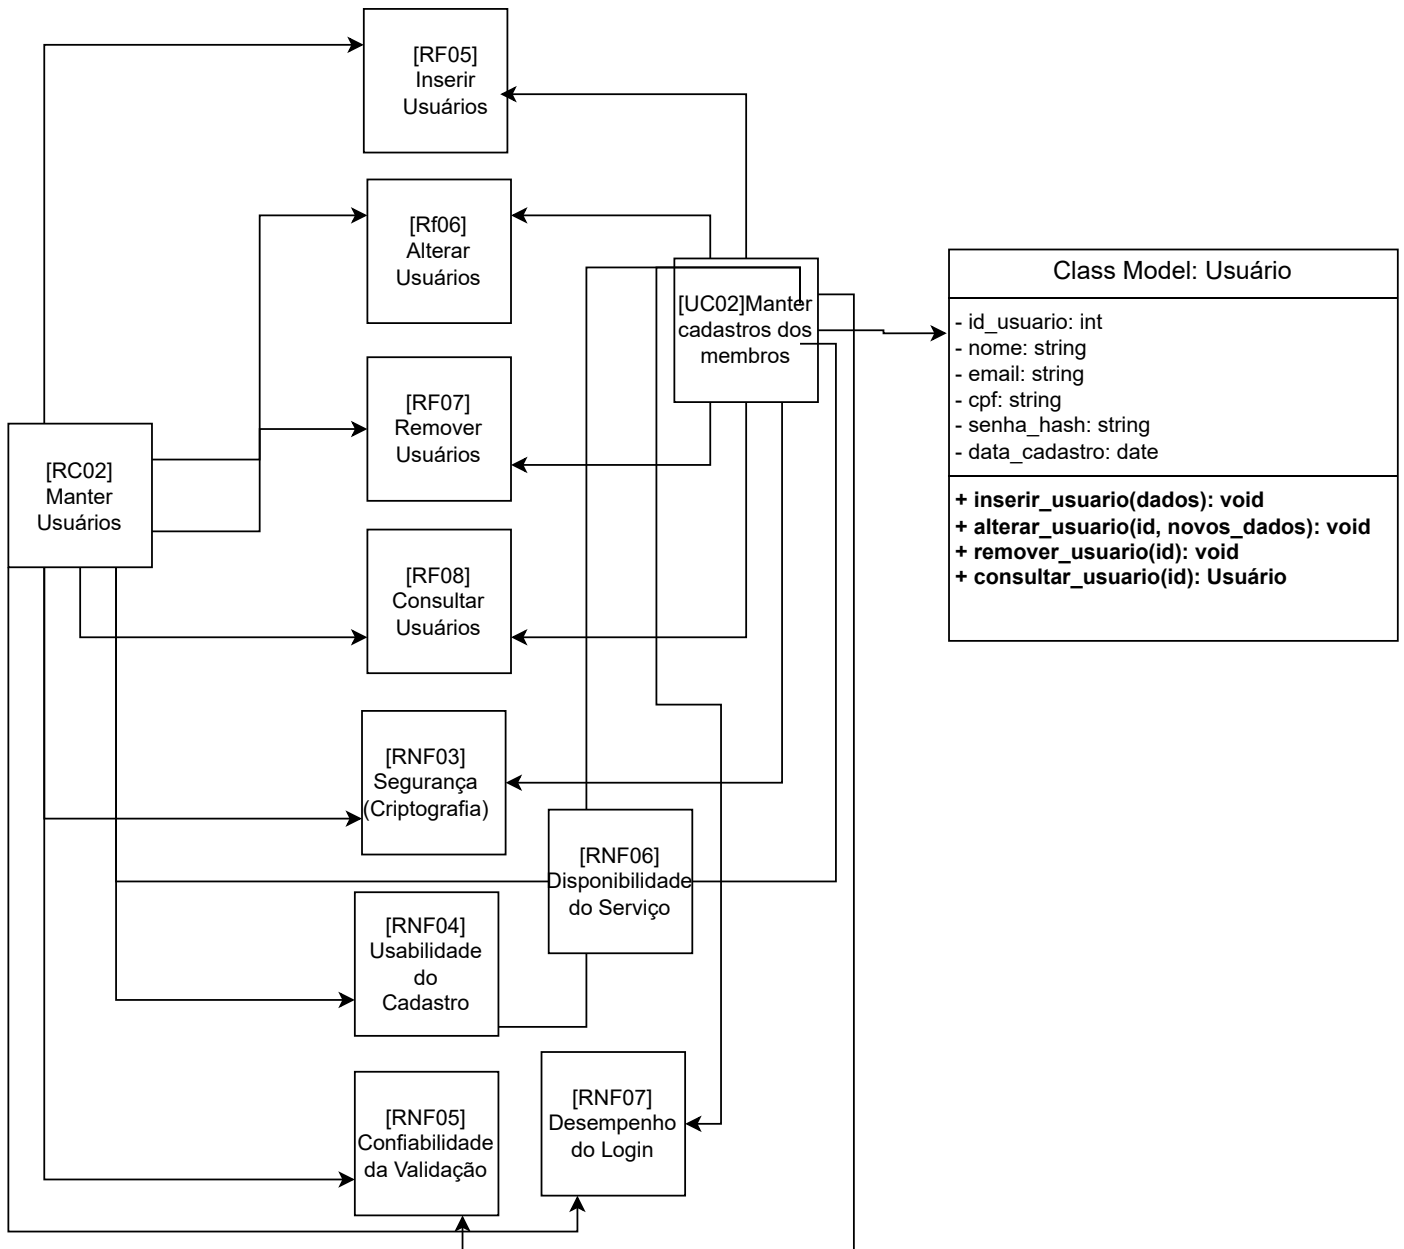 [RF05]
Inserir
Usuários
[Rf06]
Alterar
Usuários
[UC02]Manter
cadastros dos
membros
Class Model: Usuário
- id_usuario: int
- nome: string
- email: string
- cpf: string
- senha_hash: string
- data_cadastro: date
+ inserir_usuario(dados): void
+ alterar_usuario(id, novos_dados): void
+ remover_usuario(id): void
+ consultar_usuario(id): Usuário
[RF07]
Remover
Usuários
[RC02]
Manter
Usuários
[RF08]
Consultar
Usuários
[RNF03]
Segurança
(Criptografia)
[RNF06]
Disponibilidade
do Serviço
[RNF04]
Usabilidade
do
Cadastro
[RNF05]
Confiabilidade
da Validação
[RNF07]
Desempenho
do Login